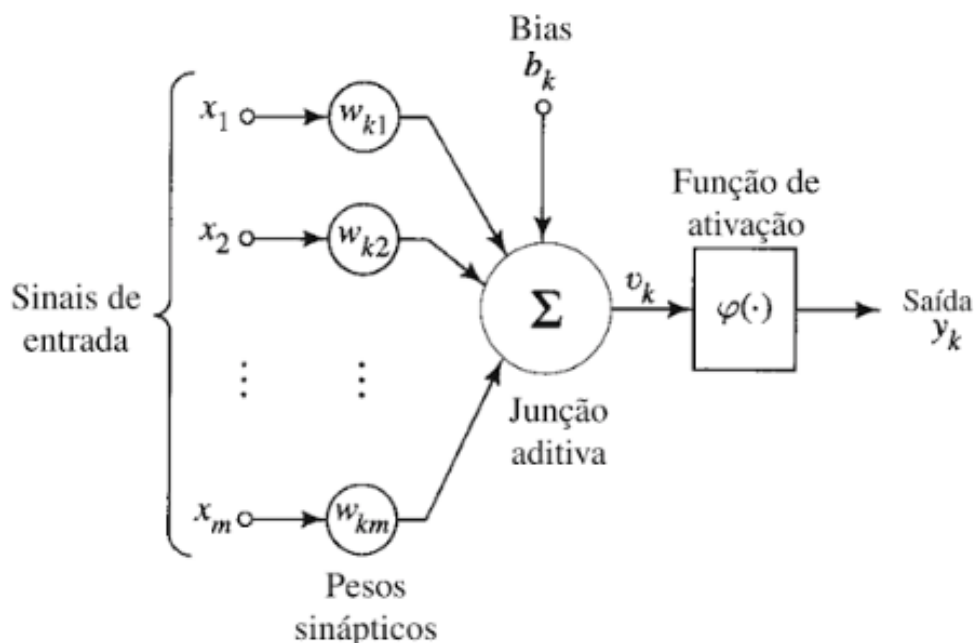 Bias
b_k
x_1
w_k1
Função de
ativação
x_2
w_k2
Sinais de
entrada
Σ
v_k
φ(·)
Saída
y_k
Junção
aditiva
x_m
w_km
Pesos
sinápticos